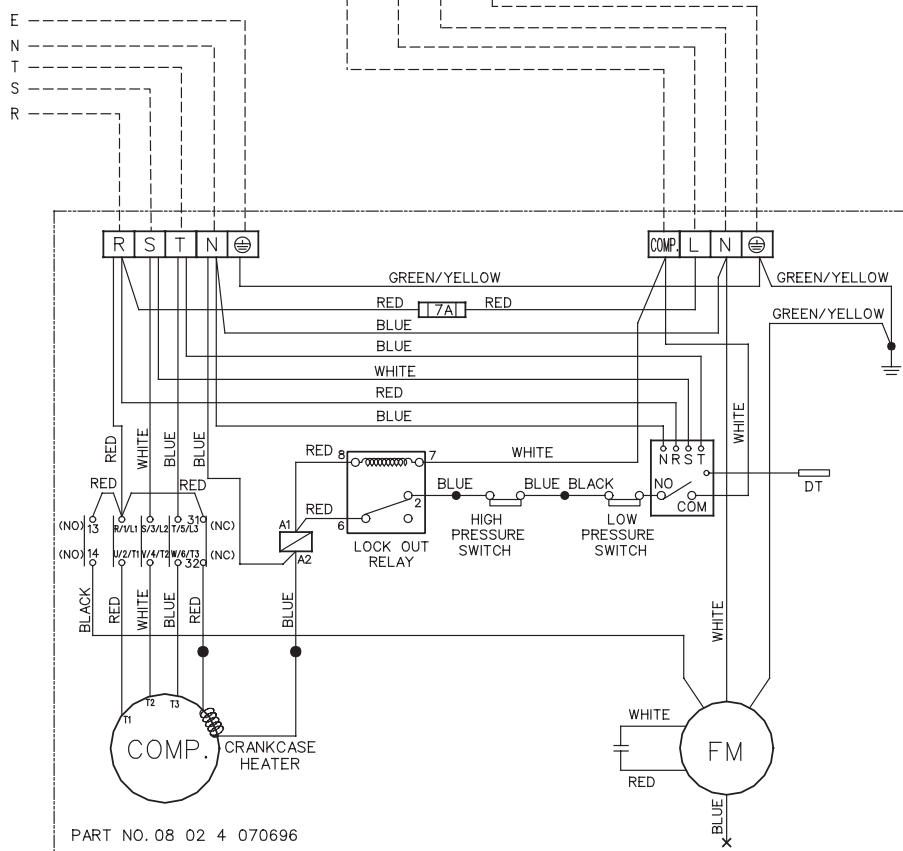 E
N
T
S
R
R S T N
COMP. L N
GREEN/YELLOW
GREEN/YELLOW
RED 7A RED
GREEN/YELLOW
BLUE
BLUE
WHITE
RED
BLUE
RED
WHITE
BLUE
BLUE
WHITE
N R S T
RED 8 7 WHITE
RED RED
BLUE BLUE BLACK NO
DT
2
COM
(NO) 13 R/1/L1 S/3/L2 T/5/L3 31 (NC)
RED
A1
6
HIGH
PRESSURE
SWITCH
LOW
PRESSURE
SWITCH
(NO) 14 U/2/T1 V/4/T2 W/6/T3 32 (NC)
A2
LOCK OUT
RELAY
BLACK
RED
WHITE
BLUE
RED
BLUE
WHITE
T1 T2 T3
COMP.
CRANKCASE
HEATER
WHITE
RED
FM
BLUE
PART NO. 08 02 4 070696